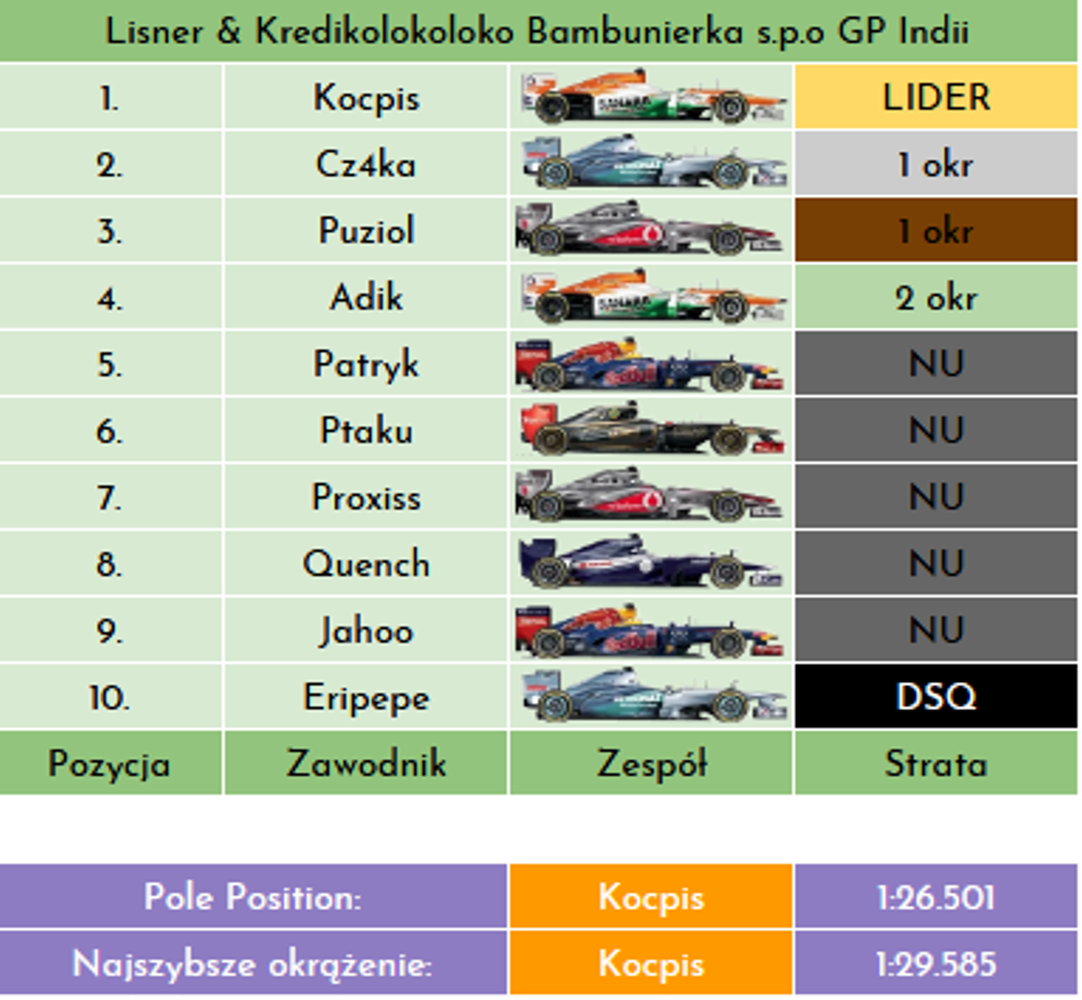 Lisner & Kredikolokoloko Bambunierka s.p.o GP Indii
1. Kocpis LIDER
2. Cz4ka 1 okr
3. Puziol 1 okr
4. Adik 2 okr
5. Patryk NU
6. Ptaku NU
7. Proxiss NU
8. Quench NU
9. Jahoo NU
10. Eripepe DSQ
Pozycja Zawodnik Zespół Strata
Pole Position: Kocpis 1:26.501
Najszybsze okrążenie: Kocpis 1:29.585